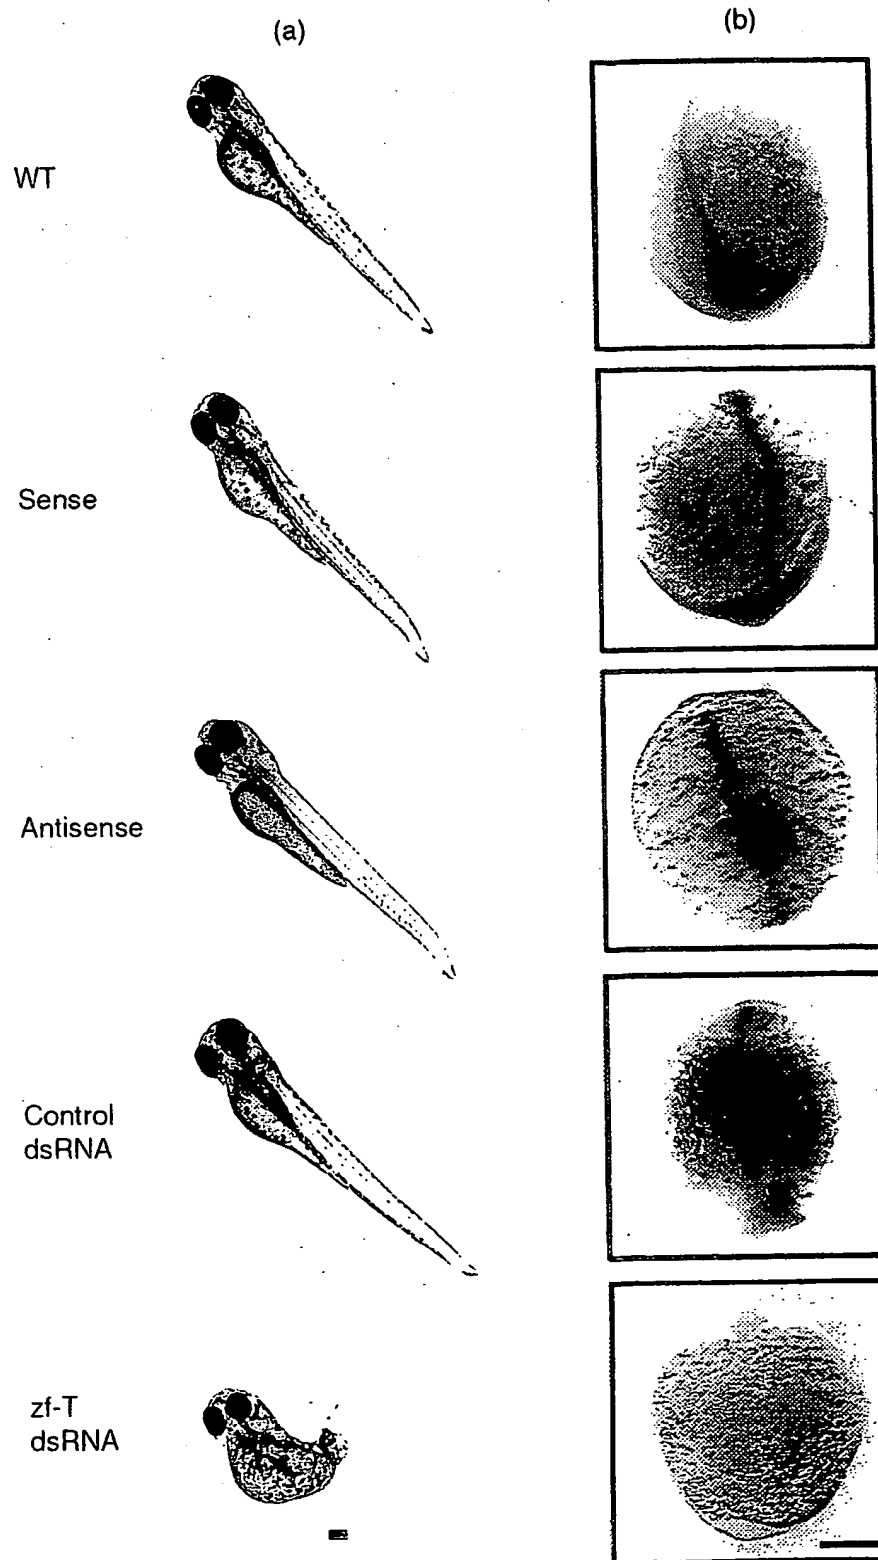 (a)
(b)
WT
Sense
Antisense
Control
dsRNA
zf-T
dsRNA